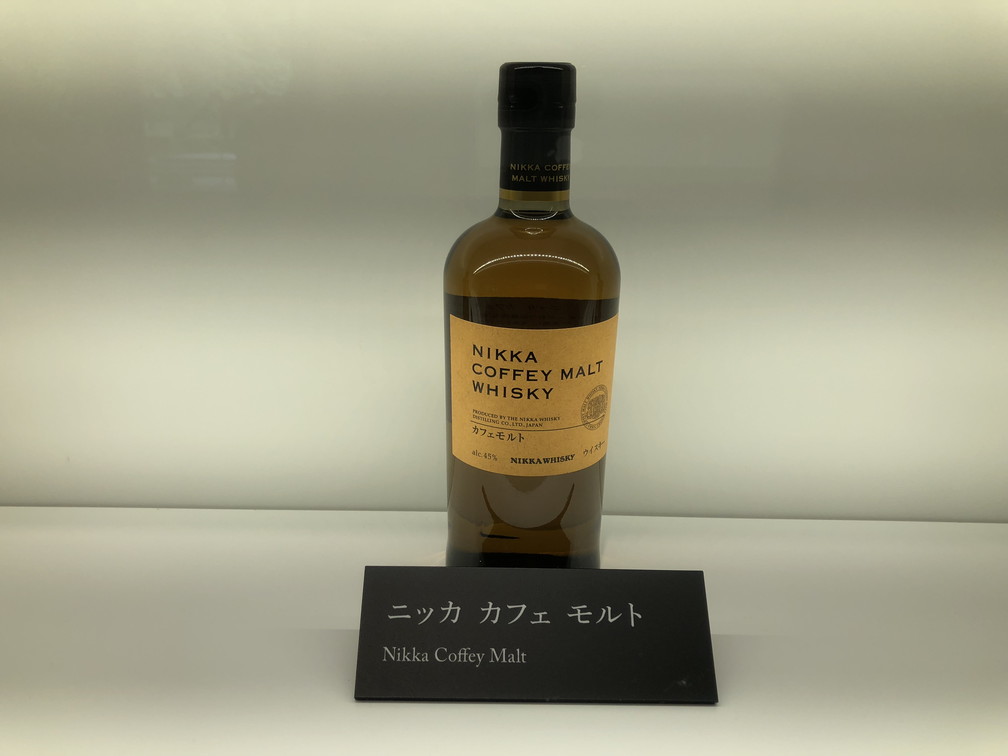 NIKKA COFFE
MALT WHISK
NIKKA
COFFEY MALT
WHISKY
PRODUCED BY THE NIKKA WHISKY
DISTILLING CO., LTD., JAPAN
カフェモルト
alc.45%
NIKKA WHISKY
ウイスキー
ニッカ カフェ モルト
Nikka Coffey Malt